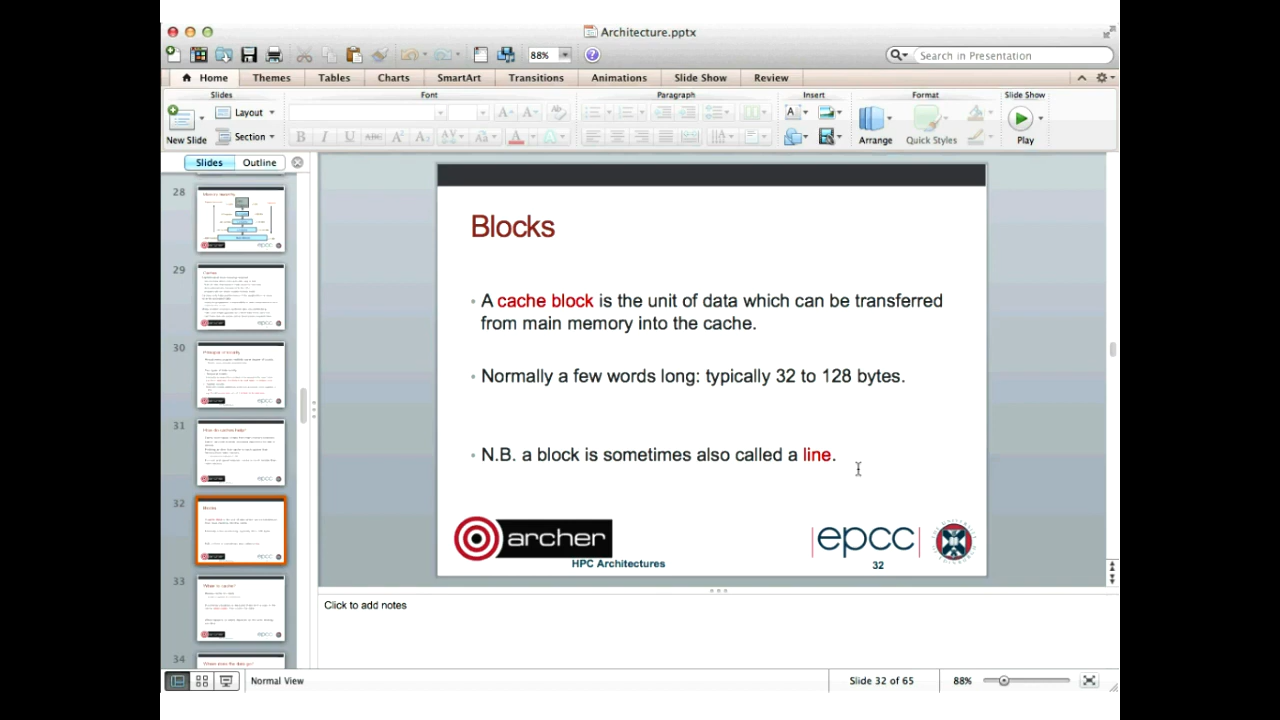 Architecture.pptx
88%
Search in Presentation
Home Themes Tables Charts SmartArt Transitions Animations Slide Show Review
Slides Font Paragraph Insert Format Slide Show
New Slide Layout Section Arrange Quick Styles Play
B I U ABC
Slides Outline
28
29
30
31
32
33
34
Blocks
• A cache block is the unit of data which can be transferred
from main memory into the cache.
• Normally a few words long: typically 32 to 128 bytes.
• N.B. a block is sometimes also called a line.
archer
epcc
HPC Architectures
32
Click to add notes
Normal View
Slide 32 of 65
88%